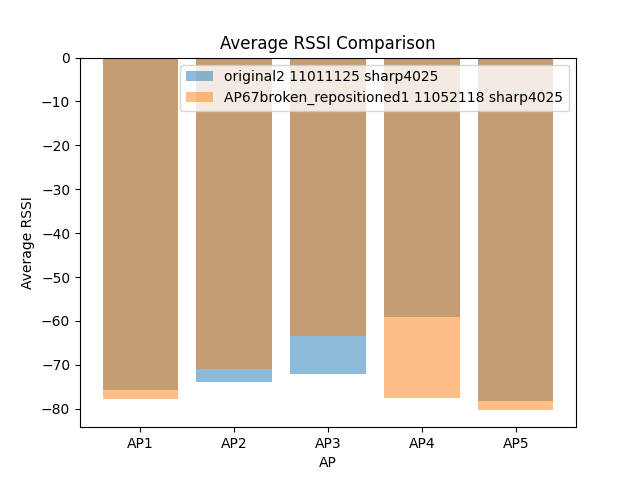 Average RSSI Comparison
original2 11011125 sharp4025
AP67broken_repositioned1 11052118 sharp4025
0
−10
−20
−30
−40
−50
−60
−70
−80
Average RSSI
AP1
AP2
AP3
AP4
AP5
AP